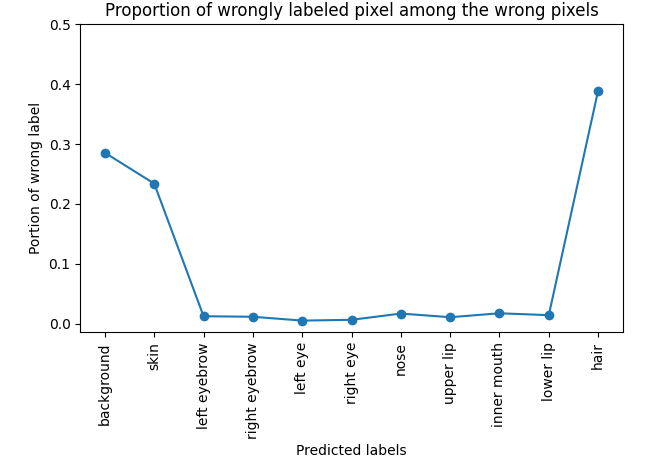 Proportion of wrongly labeled pixel among the wrong pixels
0.5
0.4
0.3
0.2
0.1
0.0
Portion of wrong label
background
skin
left eyebrow
right eyebrow
left eye
right eye
nose
upper lip
inner mouth
lower lip
hair
Predicted labels